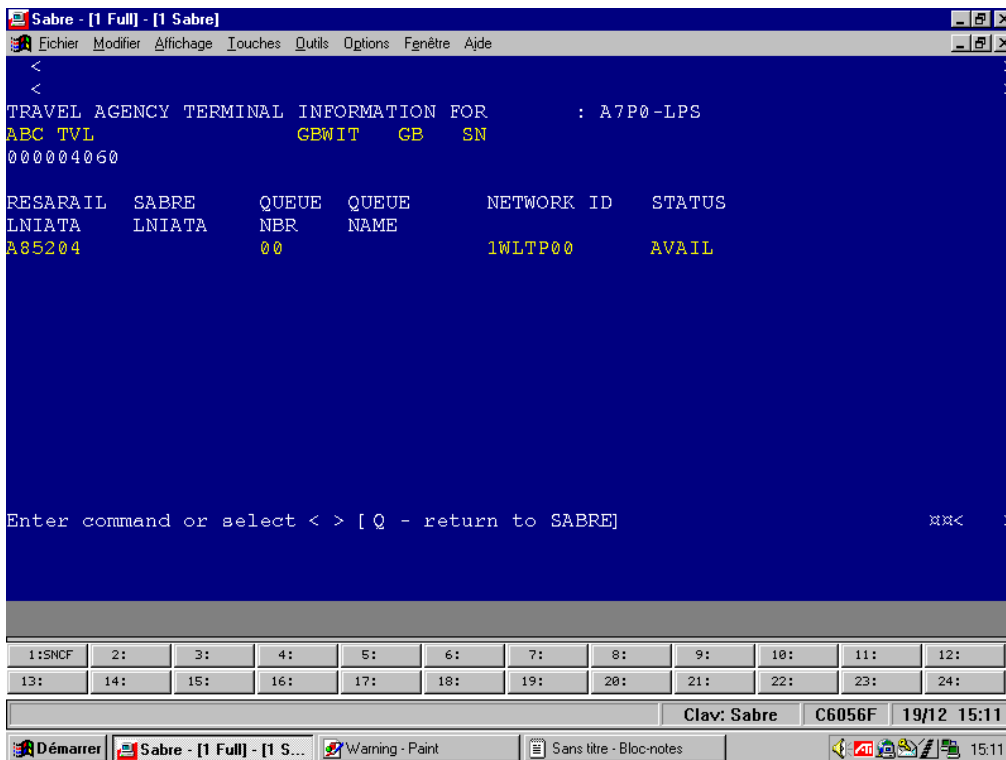 Sabre - [1 Full] - [1 Sabre]
Fichier Modifier Affichage Touches Outils Options Fenêtre Aide
<
<
TRAVEL AGENCY TERMINAL INFORMATION FOR : A7P0-LPS
ABC TVL GBWIT GB SN
000004060
RESARAIL SABRE QUEUE QUEUE NETWORK ID STATUS
LNIATA LNIATA NBR NAME
A85204 00 1WLTP00 AVAIL
Enter command or select < > [ Q - return to SABRE] ¤¤<
1:SNCF 2: 3: 4: 5: 6: 7: 8: 9: 10: 11: 12:
13: 14: 15: 16: 17: 18: 19: 20: 21: 22: 23: 24:
Clav: Sabre C6056F 19/12 15:11
Démarrer Sabre - [1 Full] - [1 S... Warning - Paint Sans titre - Bloc-notes ATI 15:11